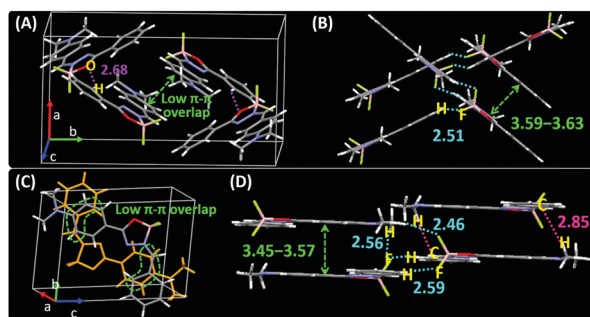 (A)
O
2.68
H
Low π-π
overlap
a
b
c
(B)
H
F
2.51
3.59–3.63
(C)
Low π-π overlap
b
a
c
(D)
C
H
2.46
2.85
2.56
H
H
3.45–3.57
C
F
H
F
2.59